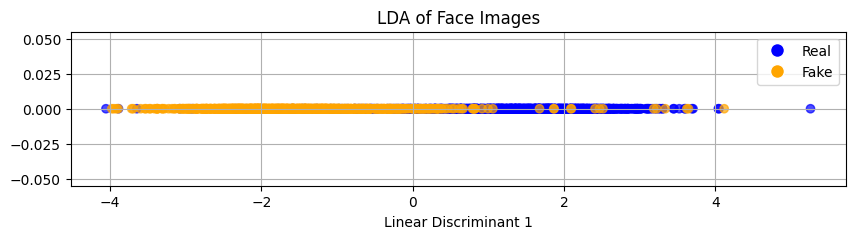 LDA of Face Images
0.050
0.025
0.000
−0.025
−0.050
Real
Fake
−4
−2
0
2
4
Linear Discriminant 1